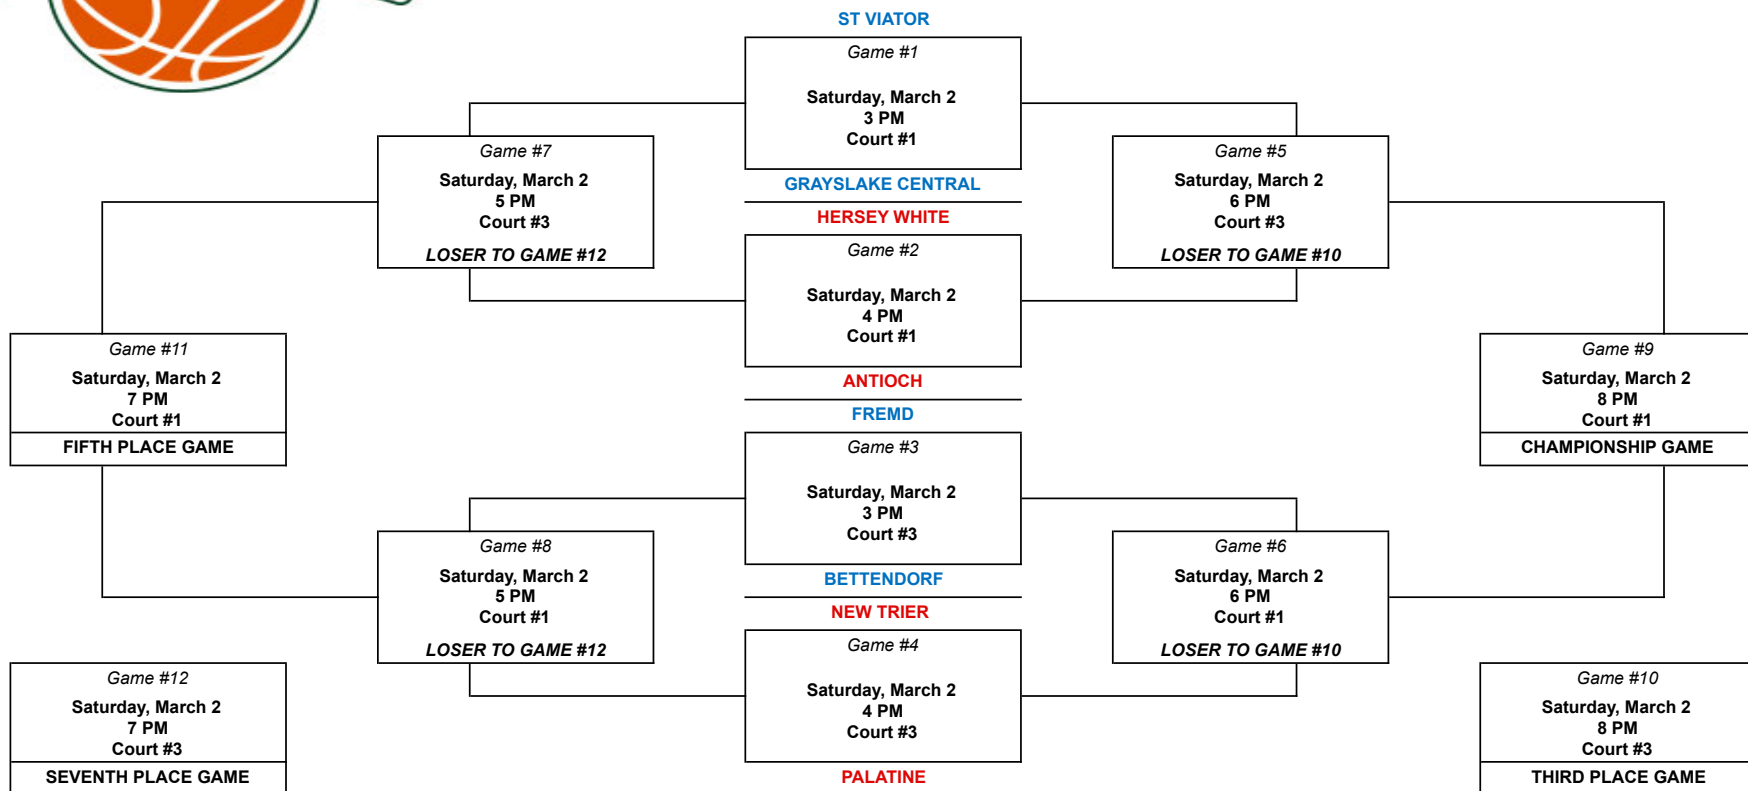 ST VIATOR
Game #1
Saturday, March 2
3 PM
Court #1
GRAYSLAKE CENTRAL
Game #7
Saturday, March 2
5 PM
Court #3
LOSER TO GAME #12
Game #5
Saturday, March 2
6 PM
Court #3
LOSER TO GAME #10
HERSEY WHITE
Game #2
Saturday, March 2
4 PM
Court #1
ANTIOCH
Game #11
Saturday, March 2
7 PM
Court #1
FIFTH PLACE GAME
Game #9
Saturday, March 2
8 PM
Court #1
CHAMPIONSHIP GAME
FREMD
Game #3
Saturday, March 2
3 PM
Court #3
BETTENDORF
Game #8
Saturday, March 2
5 PM
Court #1
LOSER TO GAME #12
Game #6
Saturday, March 2
6 PM
Court #1
LOSER TO GAME #10
NEW TRIER
Game #4
Saturday, March 2
4 PM
Court #3
PALATINE
Game #12
Saturday, March 2
7 PM
Court #3
SEVENTH PLACE GAME
Game #10
Saturday, March 2
8 PM
Court #3
THIRD PLACE GAME